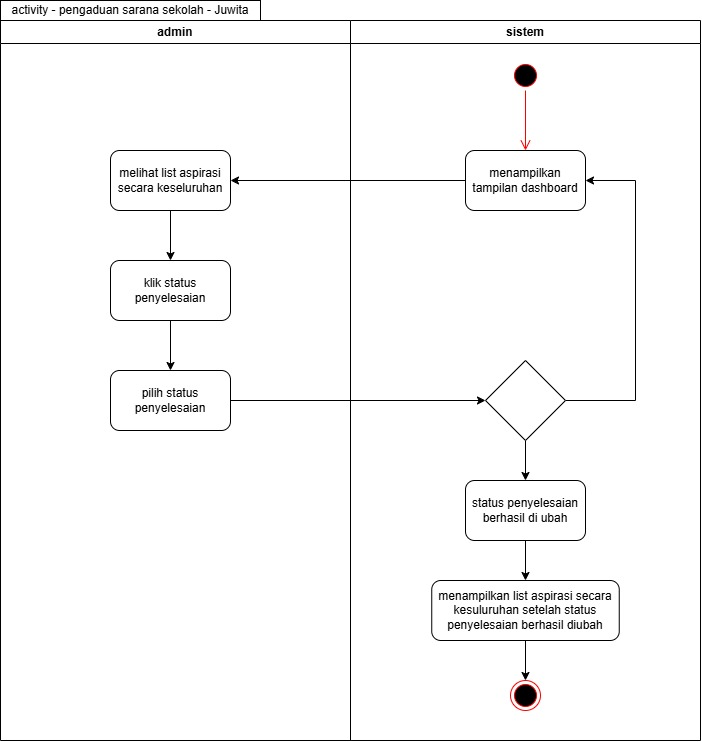 activity - pengaduan sarana sekolah - Juwita
admin
sistem
menampilkan
tampilan dashboard
melihat list aspirasi
secara keseluruhan
klik status
penyelesaian
pilih status
penyelesaian
status penyelesaian
berhasil di ubah
menampilkan list aspirasi secara
kesuluruhan setelah status
penyelesaian berhasil diubah